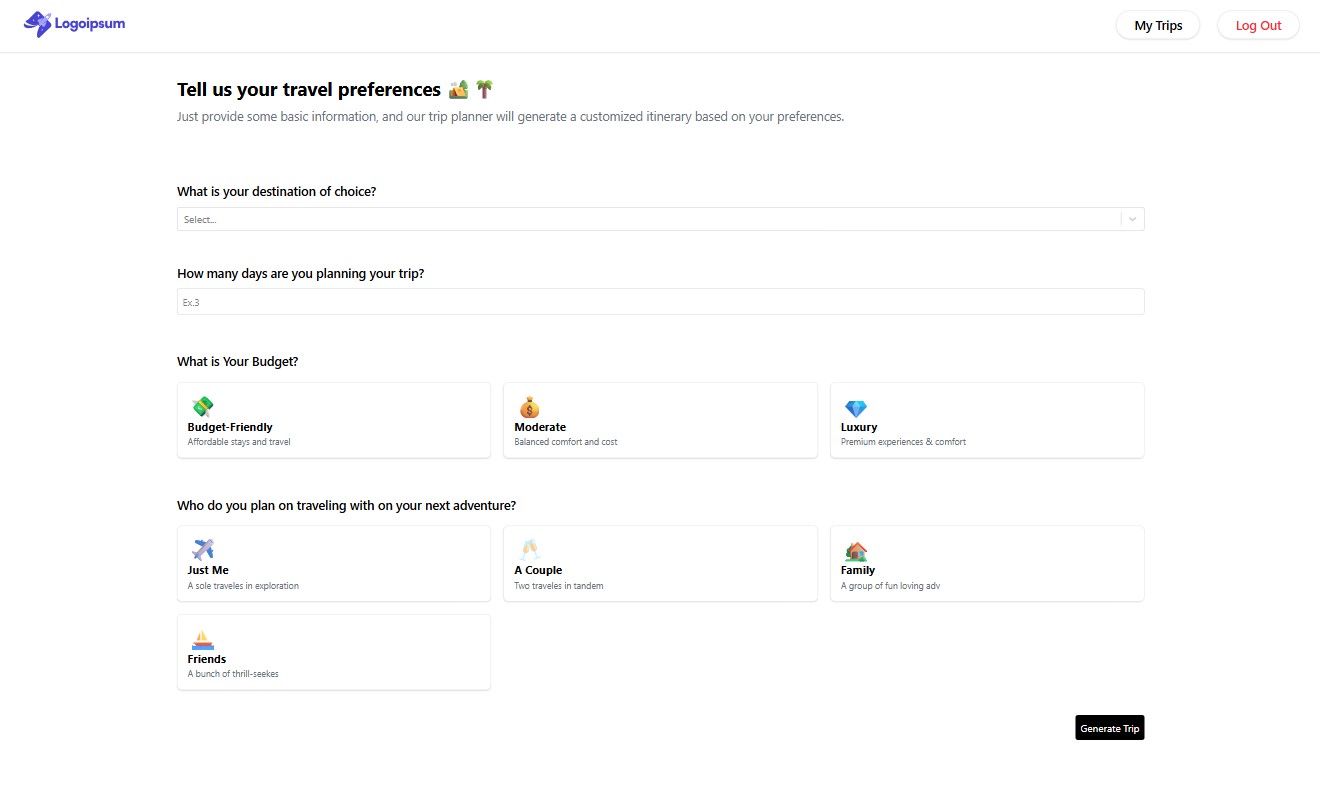 Logoipsum
My Trips
Log Out
Tell us your travel preferences 🏕️ 🌴
Just provide some basic information, and our trip planner will generate a customized itinerary based on your preferences.
What is your destination of choice?
Select...
How many days are you planning your trip?
Ex.3
What is Your Budget?
Budget-Friendly
Affordable stays and travel
Moderate
Balanced comfort and cost
Luxury
Premium experiences & comfort
Who do you plan on traveling with on your next adventure?
Just Me
A sole traveles in exploration
A Couple
Two traveles in tandem
Family
A group of fun loving adv
Friends
A bunch of thrill-seekes
Generate Trip